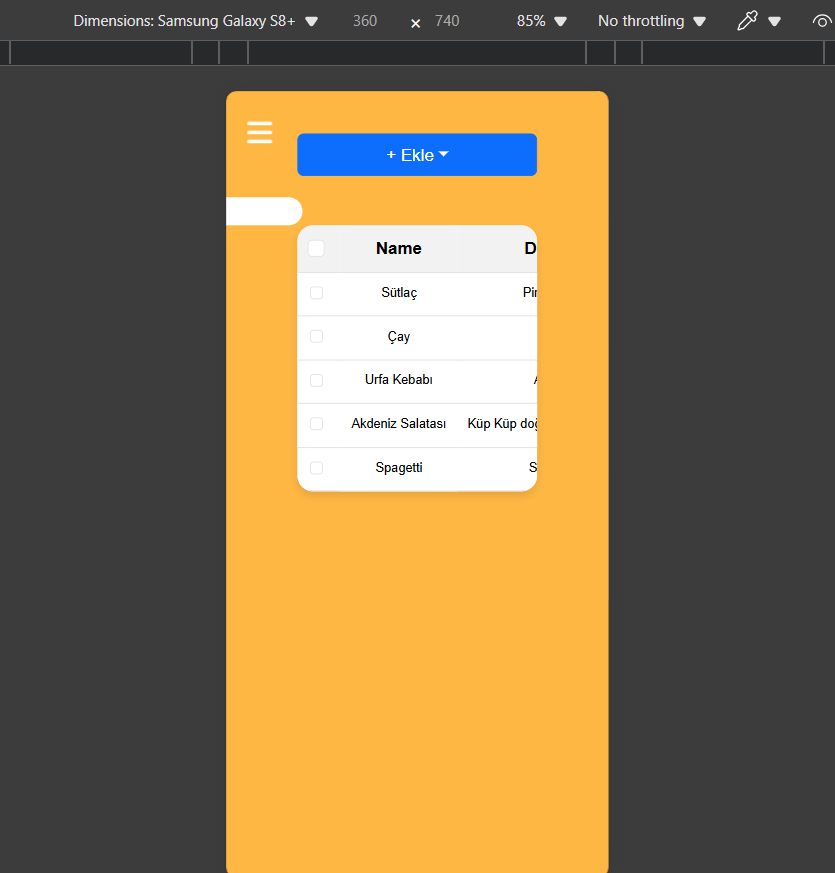 Dimensions: Samsung Galaxy S8+ 360 × 740 85% No throttling
+ Ekle
Name D
Sütlaç Pir
Çay
Urfa Kebabı
Akdeniz Salatası Küp Küp doğ
Spagetti S